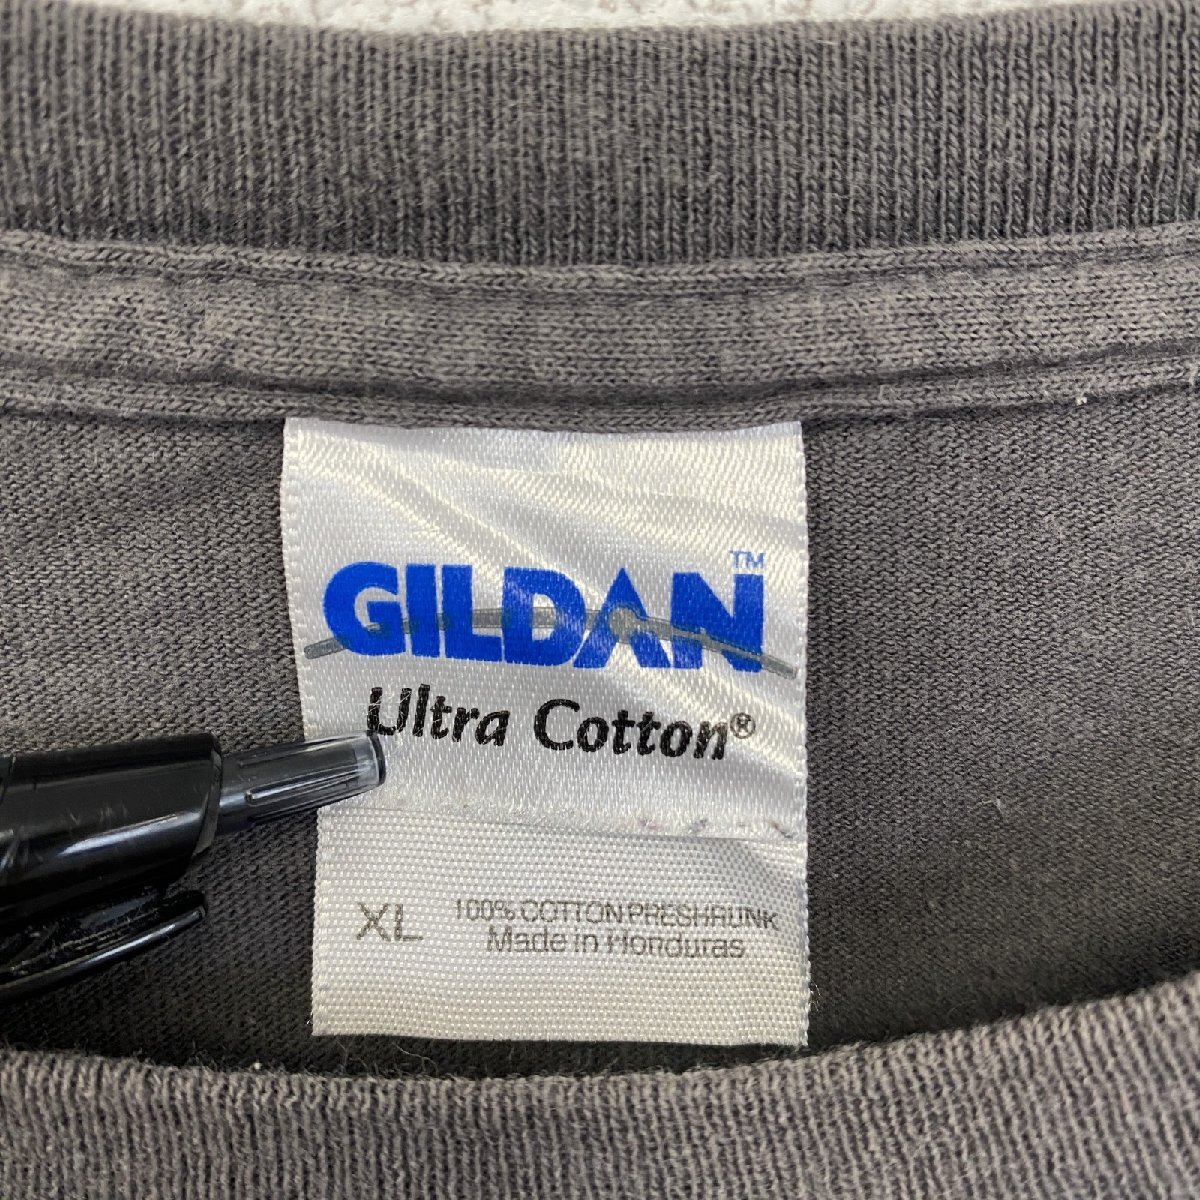 GILDAN™
Ultra Cotton®
XL
100% COTTON PRESHRUNK
Made in Honduras